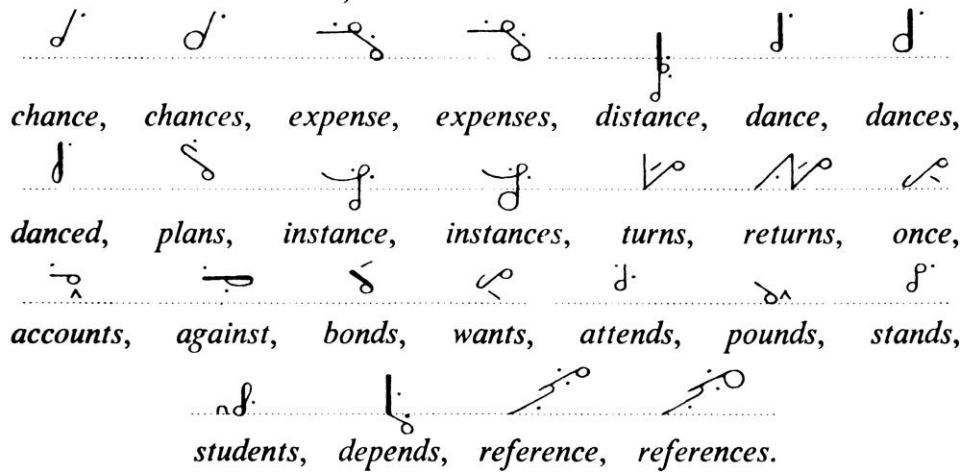 chance, chances, expense, expenses, distance, dance, dances,
danced, plans, instance, instances, turns, returns, once,
accounts, against, bonds, wants, attends, pounds, stands,
students, depends, reference, references.